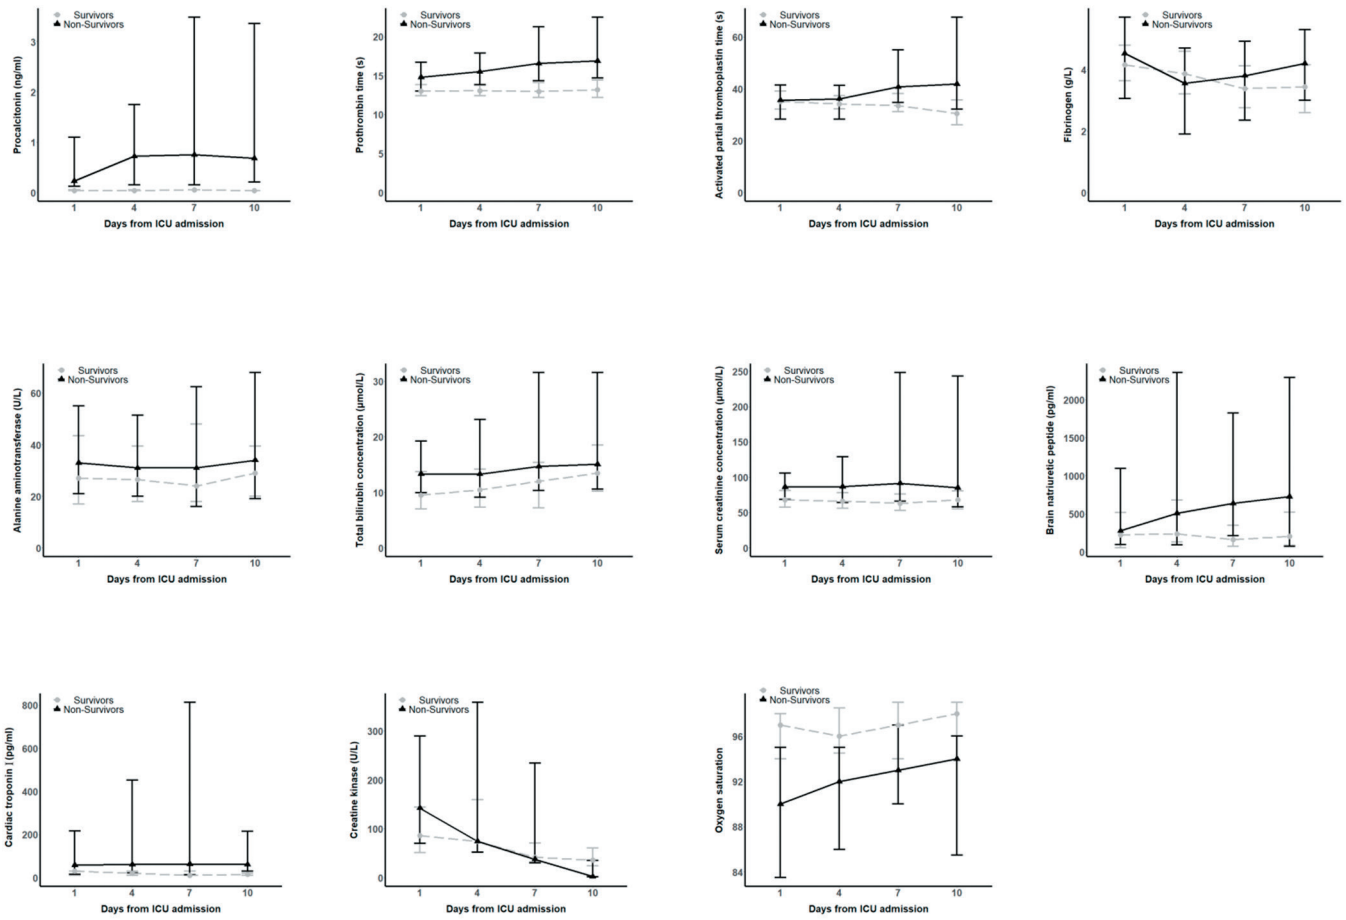 Survivors
Non-Survivors
Procalcitonin (ng/ml)
3
2
1
0
1 4 7 10
Days from ICU admission
Survivors
Non-Survivors
Prothrombin time (s)
20
15
10
5
0
1 4 7 10
Days from ICU admission
Survivors
Non-Survivors
Activated partial thromboplastin time (s)
60
40
20
0
1 4 7 10
Days from ICU admission
Survivors
Non-Survivors
Fibrinogen (g/L)
4
2
0
1 4 7 10
Days from ICU admission
Survivors
Non-Survivors
Alanine aminotransferase (U/L)
60
40
20
0
1 4 7 10
Days from ICU admission
Survivors
Non-Survivors
Total bilirubin concentration (μmol/L)
30
20
10
0
1 4 7 10
Days from ICU admission
Survivors
Non-Survivors
Serum creatinine concentration (μmol/L)
250
200
150
100
50
0
1 4 7 10
Days from ICU admission
Survivors
Non-Survivors
Brain natriuretic peptide (pg/ml)
2000
1500
1000
500
0
1 4 7 10
Days from ICU admission
Survivors
Non-Survivors
Cardiac troponin I (pg/ml)
800
600
400
200
0
1 4 7 10
Days from ICU admission
Survivors
Non-Survivors
Creatine kinase (U/L)
300
200
100
0
1 4 7 10
Days from ICU admission
Survivors
Non-Survivors
Oxygen saturation
96
92
88
84
1 4 7 10
Days from ICU admission